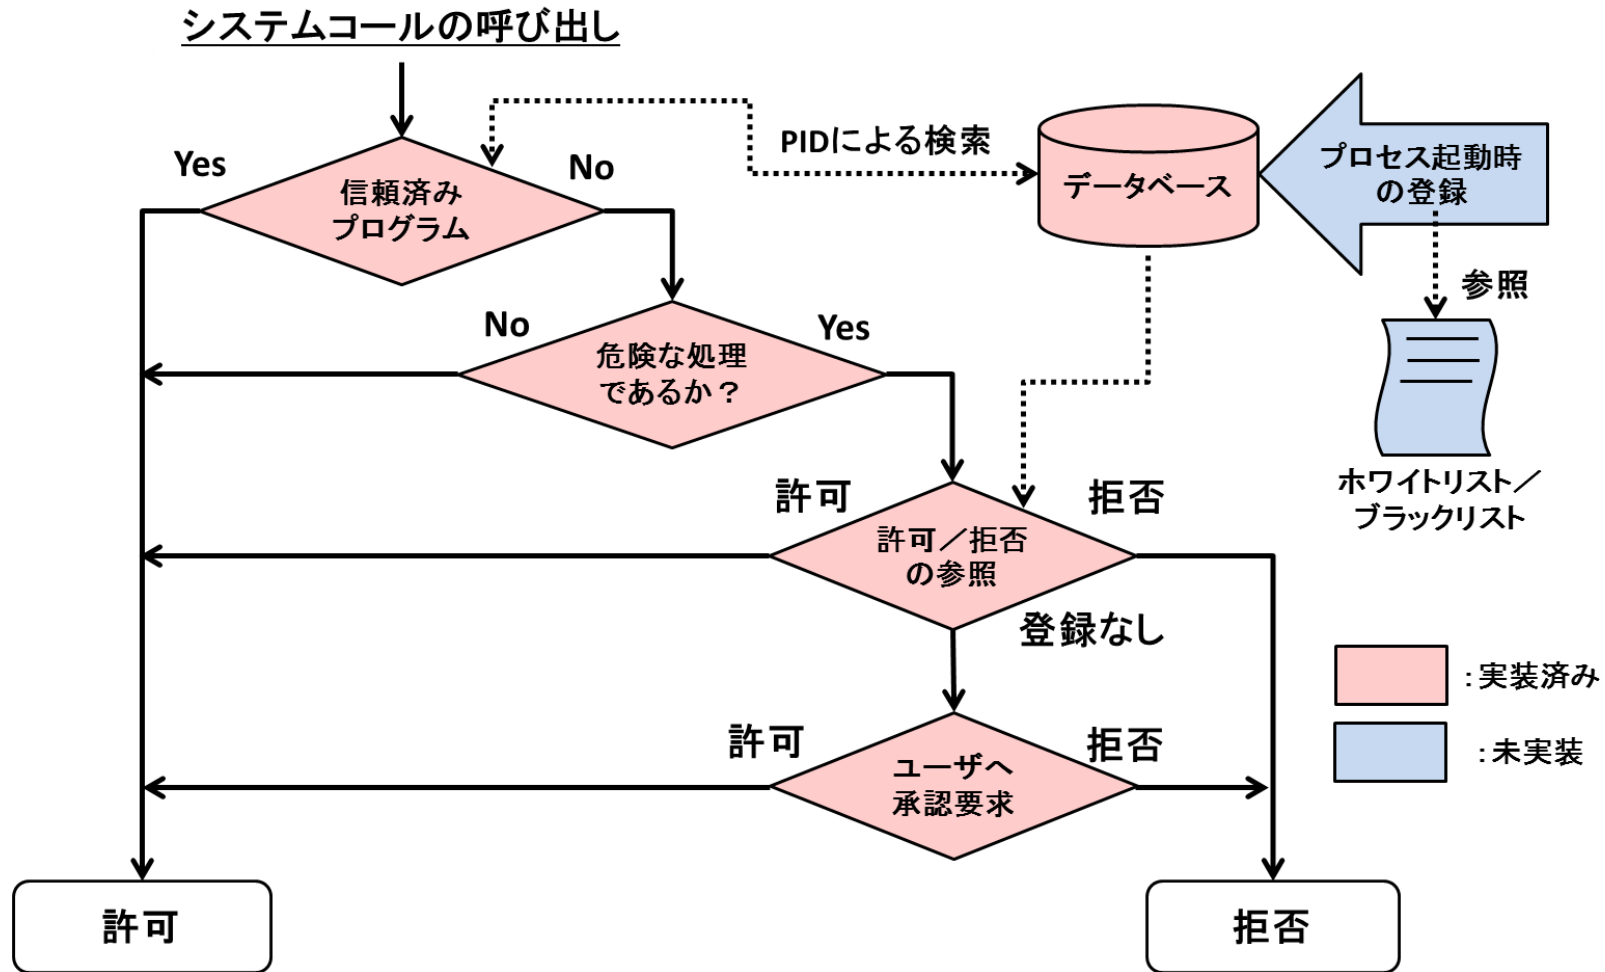 システムコールの呼び出し
Yes
No
信頼済み
プログラム
PIDによる検索
データベース
プロセス起動時
の登録
参照
ホワイトリスト／
ブラックリスト
No
Yes
危険な処理
であるか？
許可
拒否
許可／拒否
の参照
登録なし
許可
拒否
ユーザへ
承認要求
：実装済み
：未実装
許可
拒否